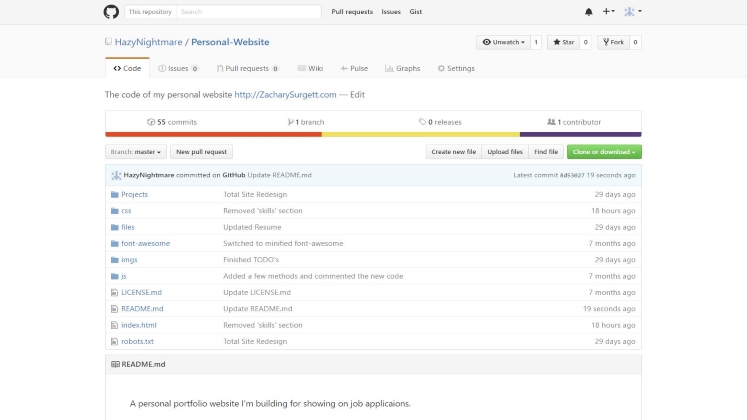 This repository Search Pull requests Issues Gist
HazyNightmare / Personal-Website Unwatch 1 Star 0 Fork 0
Code Issues 0 Pull requests 0 Wiki Pulse Graphs Settings
The code of my personal website http://ZacharySurgett.com — Edit
55 commits 1 branch 0 releases 1 contributor
Branch: master New pull request Create new file Upload files Find file Clone or download
HazyNightmare committed on GitHub Update README.md Latest commit 8d53027 19 seconds ago
Projects Total Site Redesign 29 days ago
css Removed 'skills' section 18 hours ago
files Updated Resume 29 days ago
font-awesome Switched to minified font-awesome 7 months ago
imgs Finished TODO's 29 days ago
js Added a few methods and commented the new code 7 months ago
LICENSE.md Update LICENSE.md 7 months ago
README.md Update README.md 19 seconds ago
index.html Removed 'skills' section 18 hours ago
robots.txt Total Site Redesign 29 days ago
README.md
A personal portfolio website I'm building for showing on job applicaions.